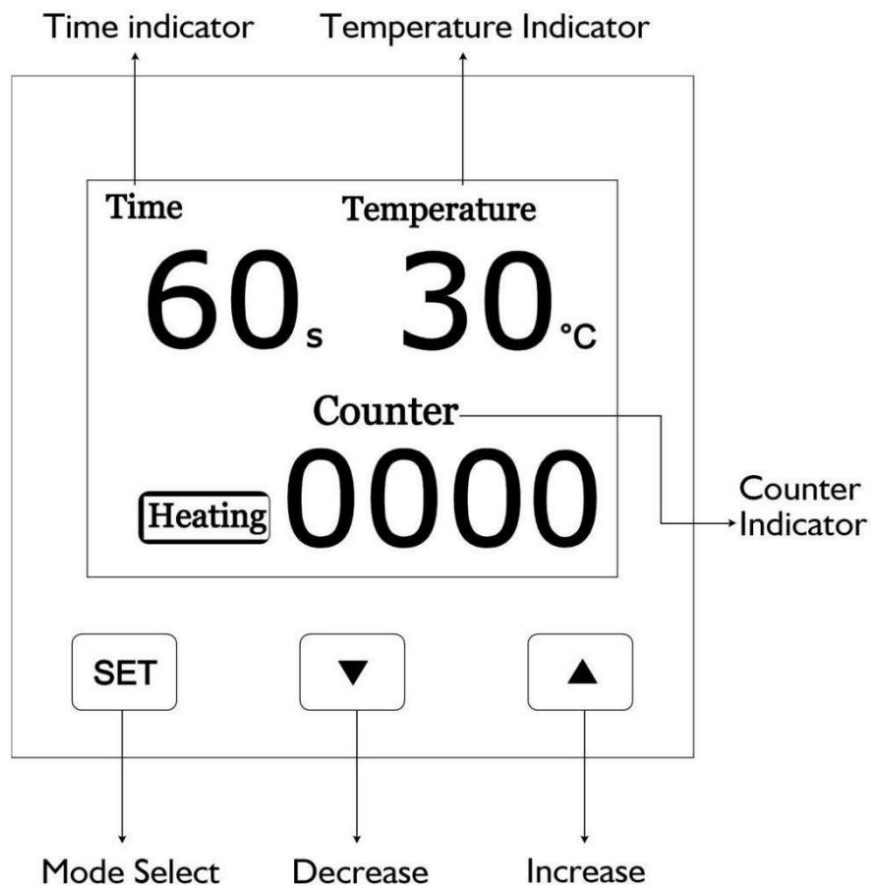 Time indicator
Temperature Indicator
Time
Temperature
60s
30°C
Counter
Heating
0000
Counter
Indicator
SET
▼
▲
Mode Select
Decrease
Increase